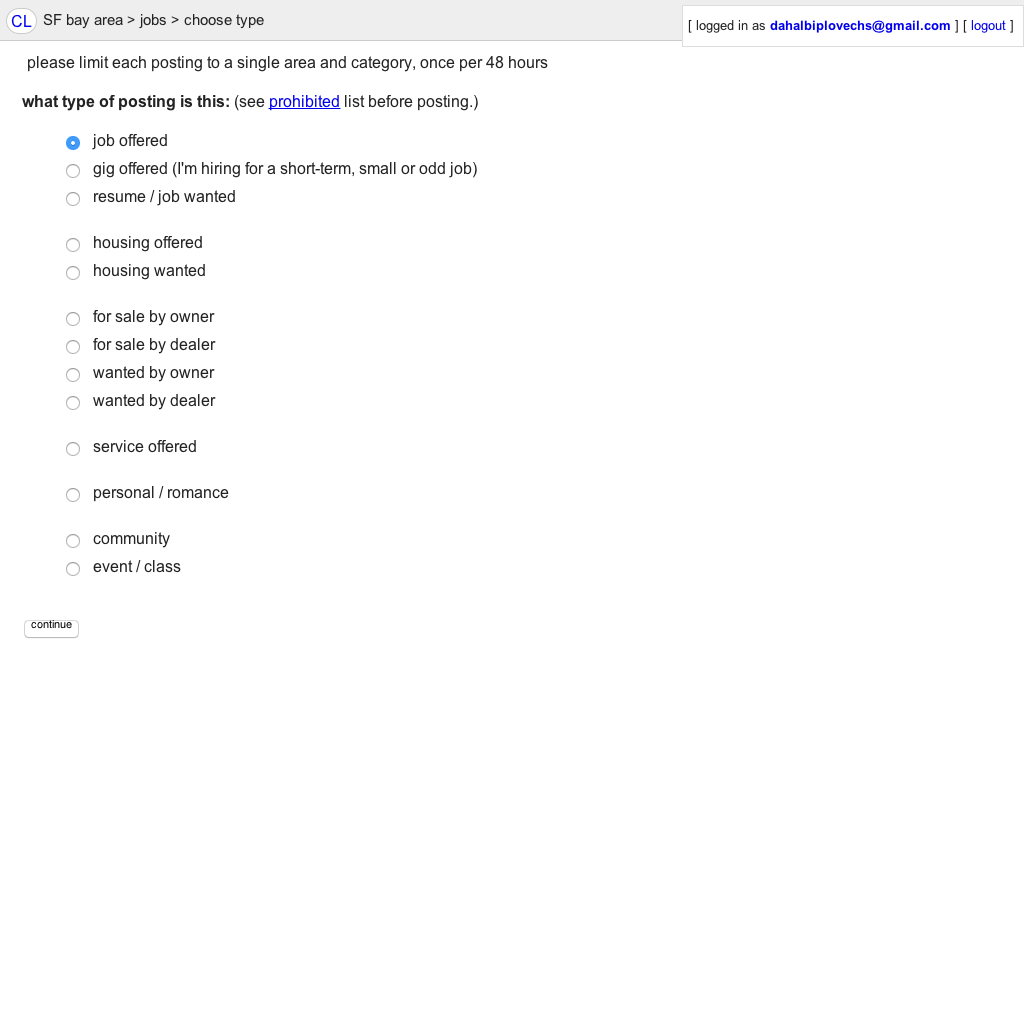 CL SF bay area > jobs > choose type
[ logged in as dahalbiplovechs@gmail.com ] [ logout ]
please limit each posting to a single area and category, once per 48 hours
what type of posting is this: (see prohibited list before posting.)
job offered
gig offered (I'm hiring for a short-term, small or odd job)
resume / job wanted
housing offered
housing wanted
for sale by owner
for sale by dealer
wanted by owner
wanted by dealer
service offered
personal / romance
community
event / class
continue